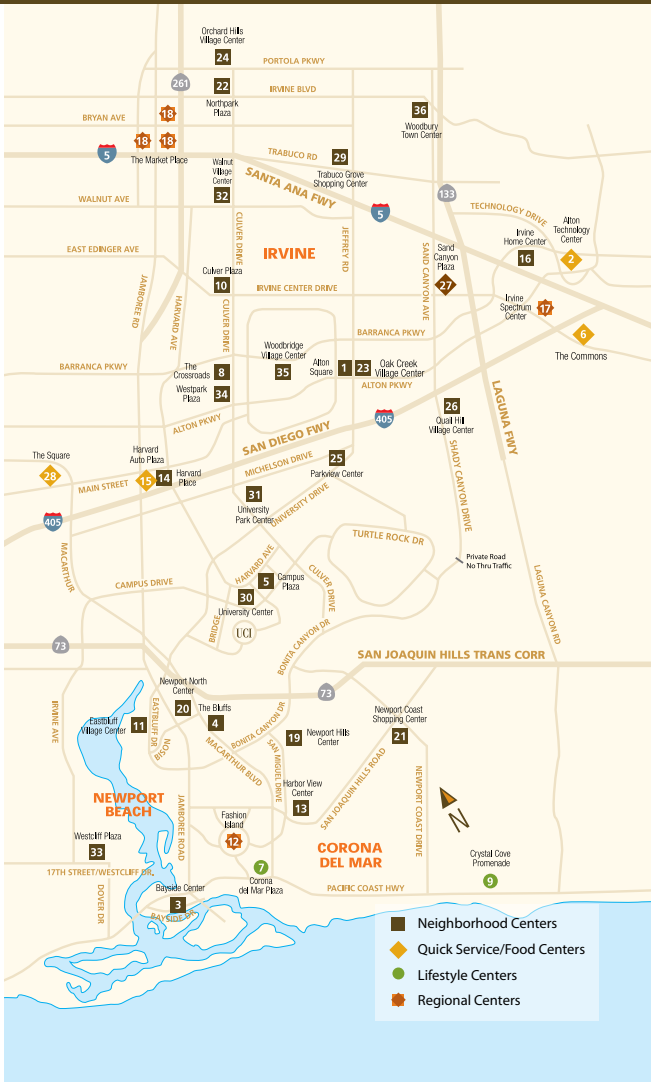 Orchard Hills
Village Center
24
PORTOLA PKWY
261
22
IRVINE BLVD
Northpark
Plaza
36
Woodbury
Town Center
18
BRYAN AVE
18
18
5
The Market Place
TRABUCO RD
29
Trabuco Grove
Shopping Center
Walnut
Village
Center
32
SANTA ANA FWY
133
WALNUT AVE
5
TECHNOLOGY DRIVE
Alton
Technology
Center
2
Irvine
Home Center
16
CULVER DRIVE
JEFFREY RD
SAND CANYON AVE
Sand
Canyon
Plaza
27
EAST EDINGER AVE
IRVINE
Culver Plaza
10
IRVINE CENTER DRIVE
JAMBOREE RD
HARVARD AVE
CULVER DRIVE
Irvine
Spectrum
Center
17
6
The Commons
BARRANCA PKWY
Woodbridge
Village Center
35
Alton
Square
1
23
Oak Creek
Village Center
ALTON PKWY
BARRANCA PKWY
The
Crossroads
8
Westpark
Plaza
34
LAGUNA FWY
26
Quail Hill
Village Center
405
ALTON PKWY
SAN DIEGO FWY
The Square
28
Harvard
Auto Plaza
15
14
Harvard
Place
MAIN STREET
MICHELSON DRIVE
25
Parkview Center
SHADY CANYON DRIVE
31
University
Park Center
UNIVERSITY DRIVE
405
MACARTHUR
TURTLE ROCK DR
Private Road
No Thru Traffic
HARVARD AVE
CULVER DRIVE
5
Campus
Plaza
CAMPUS DRIVE
30
University Center
BRIDGE
UCI
LAGUNA CANYON RD
BONITA CANYON DR
73
SAN JOAQUIN HILLS TRANS CORR
73
Newport North
Center
20
The Bluffs
4
IRVINE AVE
Eastbluff
Village Center
11
EASTBLUFF DR
BISON
MACARTHUR BLVD
BONITA CANYON DR
19
Newport Hills
Center
Newport Coast
Shopping Center
21
SAN MIGUEL DRIVE
SAN JOAQUIN HILLS ROAD
NEWPORT COAST DRIVE
N
Harbor View
Center
13
NEWPORT
BEACH
JAMBOREE ROAD
Fashion
Island
12
CORONA
DEL MAR
Westcliff Plaza
33
17TH STREET/WESTCLIFF DR.
7
Corona
del Mar Plaza
Crystal Cove
Promenade
9
PACIFIC COAST HWY
DOVER DR
Bayside Center
3
BAYSIDE DR
Neighborhood Centers
Quick Service/Food Centers
Lifestyle Centers
Regional Centers